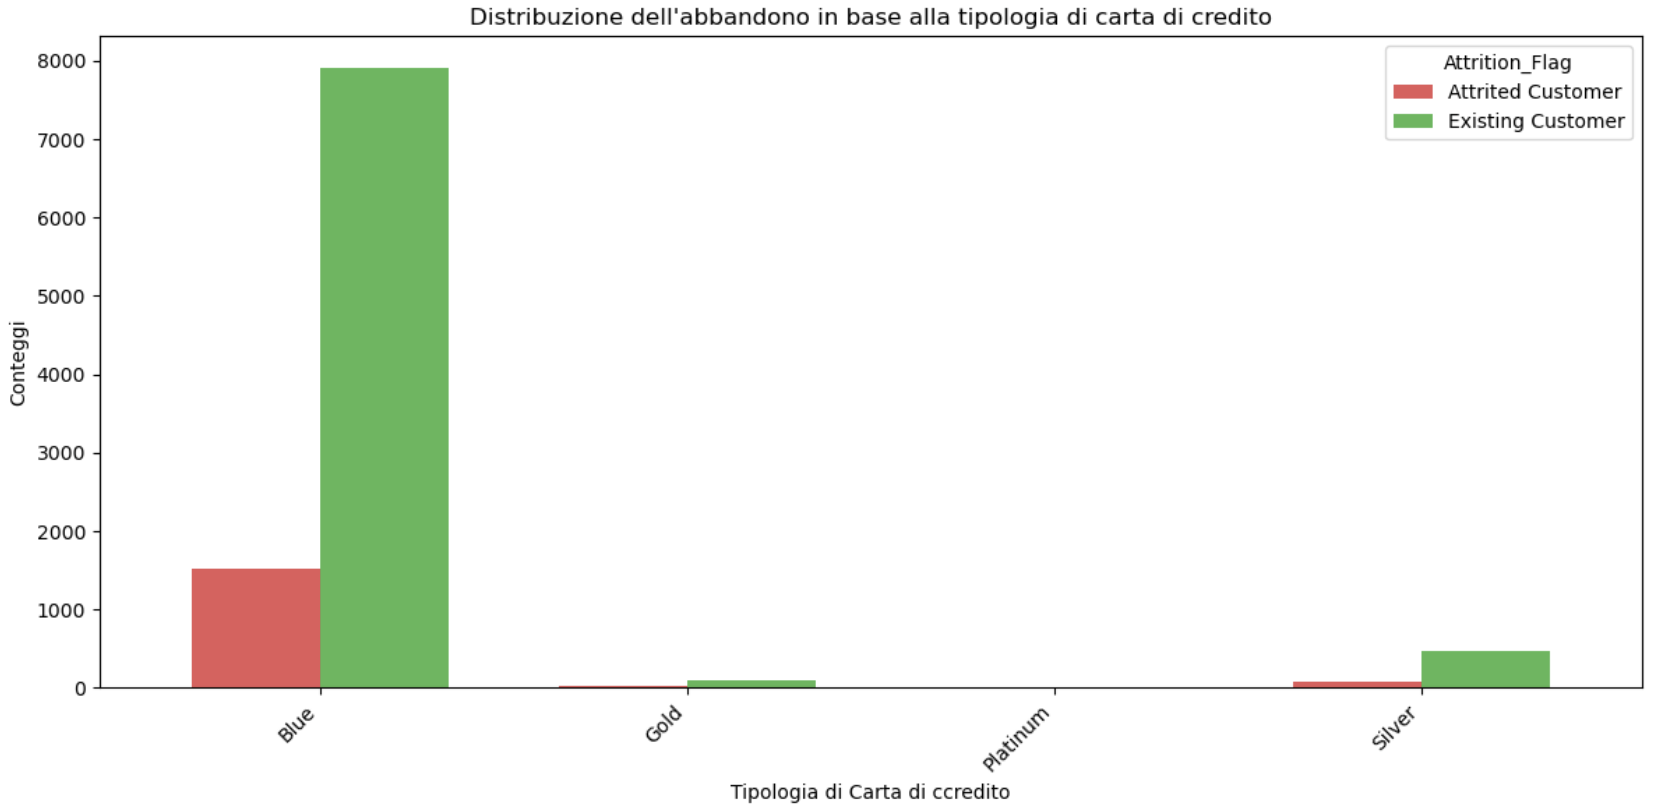 Distribuzione dell'abbandono in base alla tipologia di carta di credito
Attrition_Flag
Attrited Customer
Existing Customer
Conteggi
8000
7000
6000
5000
4000
3000
2000
1000
0
Blue
Gold
Platinum
Silver
Tipologia di Carta di ccredito